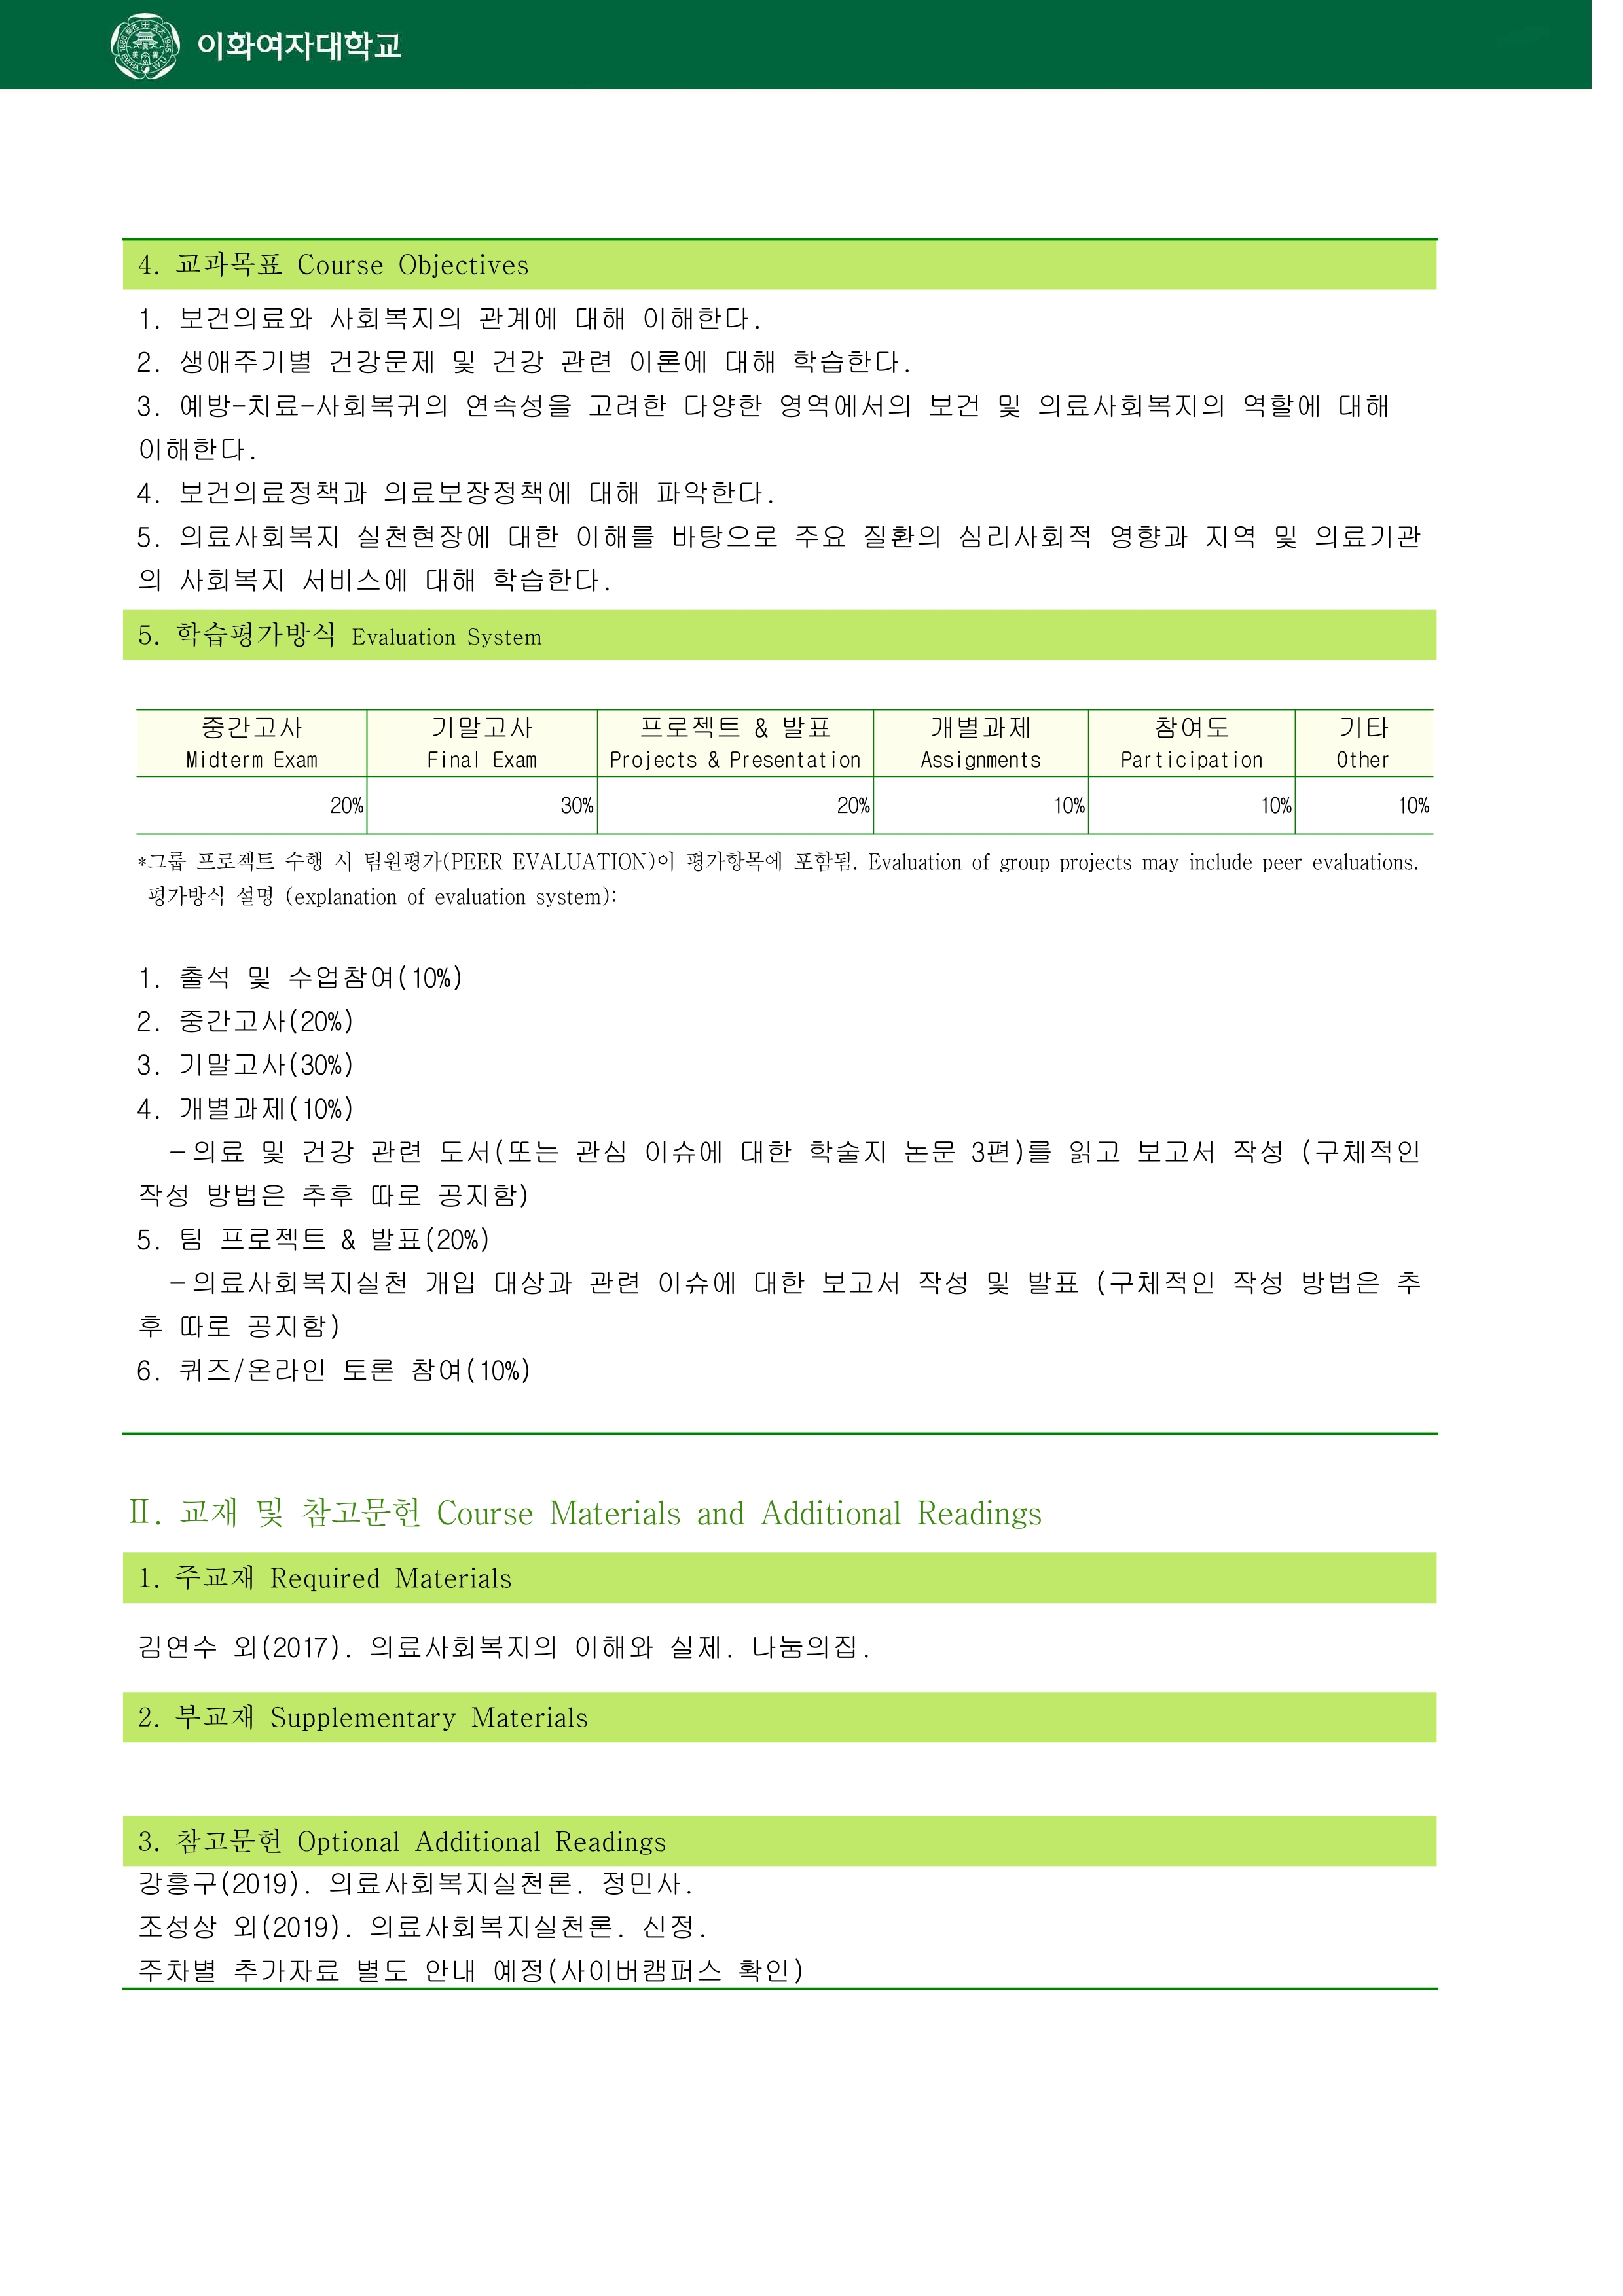 이화여자대학교
4. 교과목표 Course Objectives
1. 보건의료와 사회복지의 관계에 대해 이해한다.
2. 생애주기별 건강문제 및 건강 관련 이론에 대해 학습한다.
3. 예방-치료-사회복귀의 연속성을 고려한 다양한 영역에서의 보건 및 의료사회복지의 역할에 대해
이해한다.
4. 보건의료정책과 의료보장정책에 대해 파악한다.
5. 의료사회복지 실천현장에 대한 이해를 바탕으로 주요 질환의 심리사회적 영향과 지역 및 의료기관
의 사회복지 서비스에 대해 학습한다.
5. 학습평가방식 Evaluation System
중간고사 기말고사 프로젝트 & 발표 개별과제 참여도 기타
Midterm Exam Final Exam Projects & Presentation Assignments Participation Other
20% 30% 20% 10% 10% 10%
*그룹 프로젝트 수행 시 팀원평가(PEER EVALUATION)이 평가항목에 포함됨. Evaluation of group projects may include peer evaluations.
평가방식 설명 (explanation of evaluation system):
1. 출석 및 수업참여(10%)
2. 중간고사(20%)
3. 기말고사(30%)
4. 개별과제(10%)
-의료 및 건강 관련 도서(또는 관심 이슈에 대한 학술지 논문 3편)를 읽고 보고서 작성 (구체적인
작성 방법은 추후 따로 공지함)
5. 팀 프로젝트 & 발표(20%)
-의료사회복지실천 개입 대상과 관련 이슈에 대한 보고서 작성 및 발표 (구체적인 작성 방법은 추
후 따로 공지함)
6. 퀴즈/온라인 토론 참여(10%)
Ⅱ. 교재 및 참고문헌 Course Materials and Additional Readings
1. 주교재 Required Materials
김연수 외(2017). 의료사회복지의 이해와 실제. 나눔의집.
2. 부교재 Supplementary Materials
3. 참고문헌 Optional Additional Readings
강흥구(2019). 의료사회복지실천론. 정민사.
조성상 외(2019). 의료사회복지실천론. 신정.
주차별 추가자료 별도 안내 예정(사이버캠퍼스 확인)